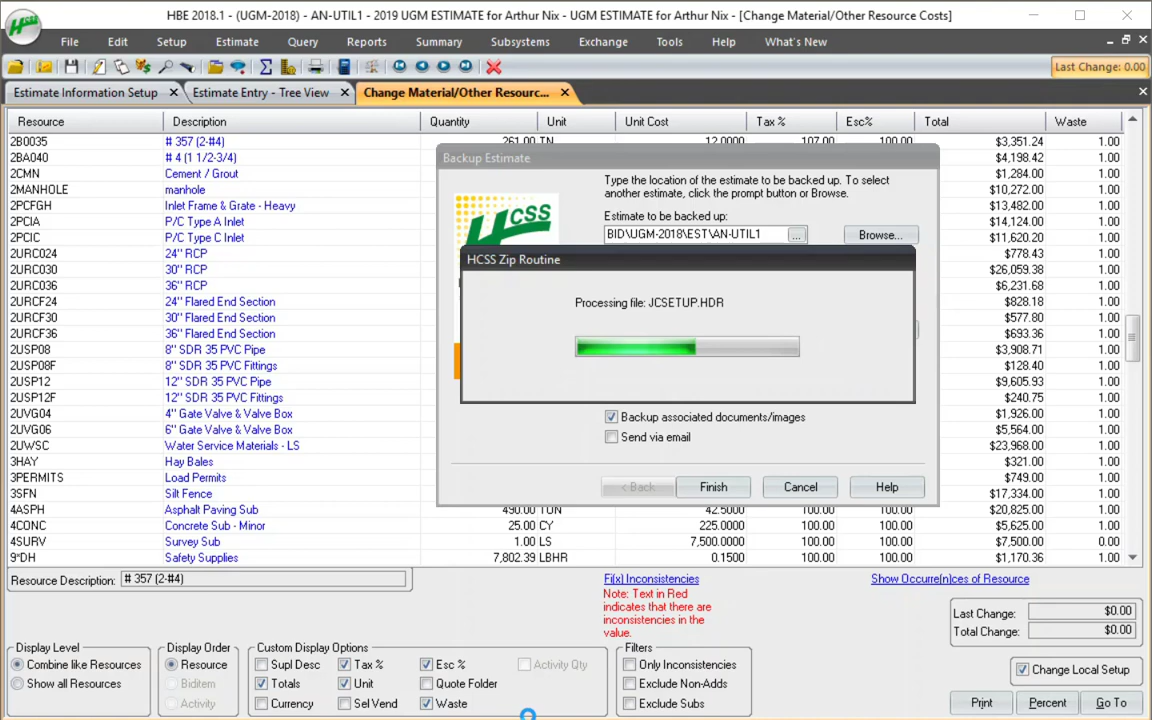 HBE 2018.1 - (UGM-2018) - AN-UTIL1 - 2019 UGM ESTIMATE for Arthur Nix - UGM ESTIMATE for Arthur Nix - [Change Material/Other Resource Costs]
File Edit Setup Estimate Query Reports Summary Subsystems Exchange Tools Help What's New
Last Change: 0.00
Estimate Information Setup Estimate Entry - Tree View Change Material/Other Resourc...
Resource Description Quantity Unit Unit Cost Tax % Esc% Total Waste
2B0035 # 357 (2-#4) 261.00 TN 12.0000 107.00 100.00 $3,351.24 1.00
2BA040 # 4 (1 1/2-3/4) $4,198.42 1.00
2CMN Cement / Grout $1,284.00 1.00
2MANHOLE manhole $10,272.00 1.00
2PCFGH Inlet Frame & Grate - Heavy $13,482.00 1.00
2PCIA P/C Type A Inlet $14,124.00 1.00
2PCIC P/C Type C Inlet $11,620.20 1.00
2URC024 24" RCP $778.43 1.00
2URC030 30" RCP $26,059.38 1.00
2URC036 36" RCP $6,231.68 1.00
2URCF24 24" Flared End Section $828.18 1.00
2URCF30 30" Flared End Section $577.80 1.00
2URCF36 36" Flared End Section $693.36 1.00
2USP08 8" SDR 35 PVC Pipe $3,908.71 1.00
2USP08F 8" SDR 35 PVC Fittings $128.40 1.00
2USP12 12" SDR 35 PVC Pipe $9,605.93 1.00
2USP12F 12" SDR 35 PVC Fittings $240.75 1.00
2UVG04 4" Gate Valve & Valve Box $1,926.00 1.00
2UVG06 6" Gate Valve & Valve Box $5,564.00 1.00
2UWSC Water Service Materials - LS $23,968.00 1.00
3HAY Hay Bales $321.00 1.00
3PERMITS Load Permits $749.00 1.00
3SFN Silt Fence $17,334.00 1.00
4ASPH Asphalt Paving Sub 490.00 TON 42.5000 100.00 100.00 $20,825.00 1.00
4CONC Concrete Sub - Minor 25.00 CY 225.0000 100.00 100.00 $5,625.00 1.00
4SURV Survey Sub 1.00 LS 7,500.0000 100.00 100.00 $7,500.00 0.00
9*DH Safety Supplies 7,802.39 LBHR 0.1500 100.00 100.00 $1,170.36 1.00
Backup Estimate
HCSS
Type the location of the estimate to be backed up. To select
another estimate, click the prompt button or Browse.
Estimate to be backed up:
BID\UGM-2018\EST\AN-UTIL1 ... Browse...
HCSS Zip Routine
Processing file: JCSETUP.HDR
Backup associated documents/images
Send via email
< Back Finish Cancel Help
Resource Description: # 357 (2-#4)
Fi(x) Inconsistencies
Show Occurre(n)ces of Resource
Note: Text in Red
indicates that there are
inconsistencies in the
value.
Last Change: $0.00
Total Change: $0.00
Display Level
Combine like Resources
Show all Resources
Display Order
Resource
Biditem
Activity
Custom Display Options
Supl Desc Tax % Esc % Activity Qty
Totals Unit Quote Folder
Currency Sel Vend Waste
Filters
Only Inconsistencies
Exclude Non-Adds
Exclude Subs
Change Local Setup
Print Percent Go To